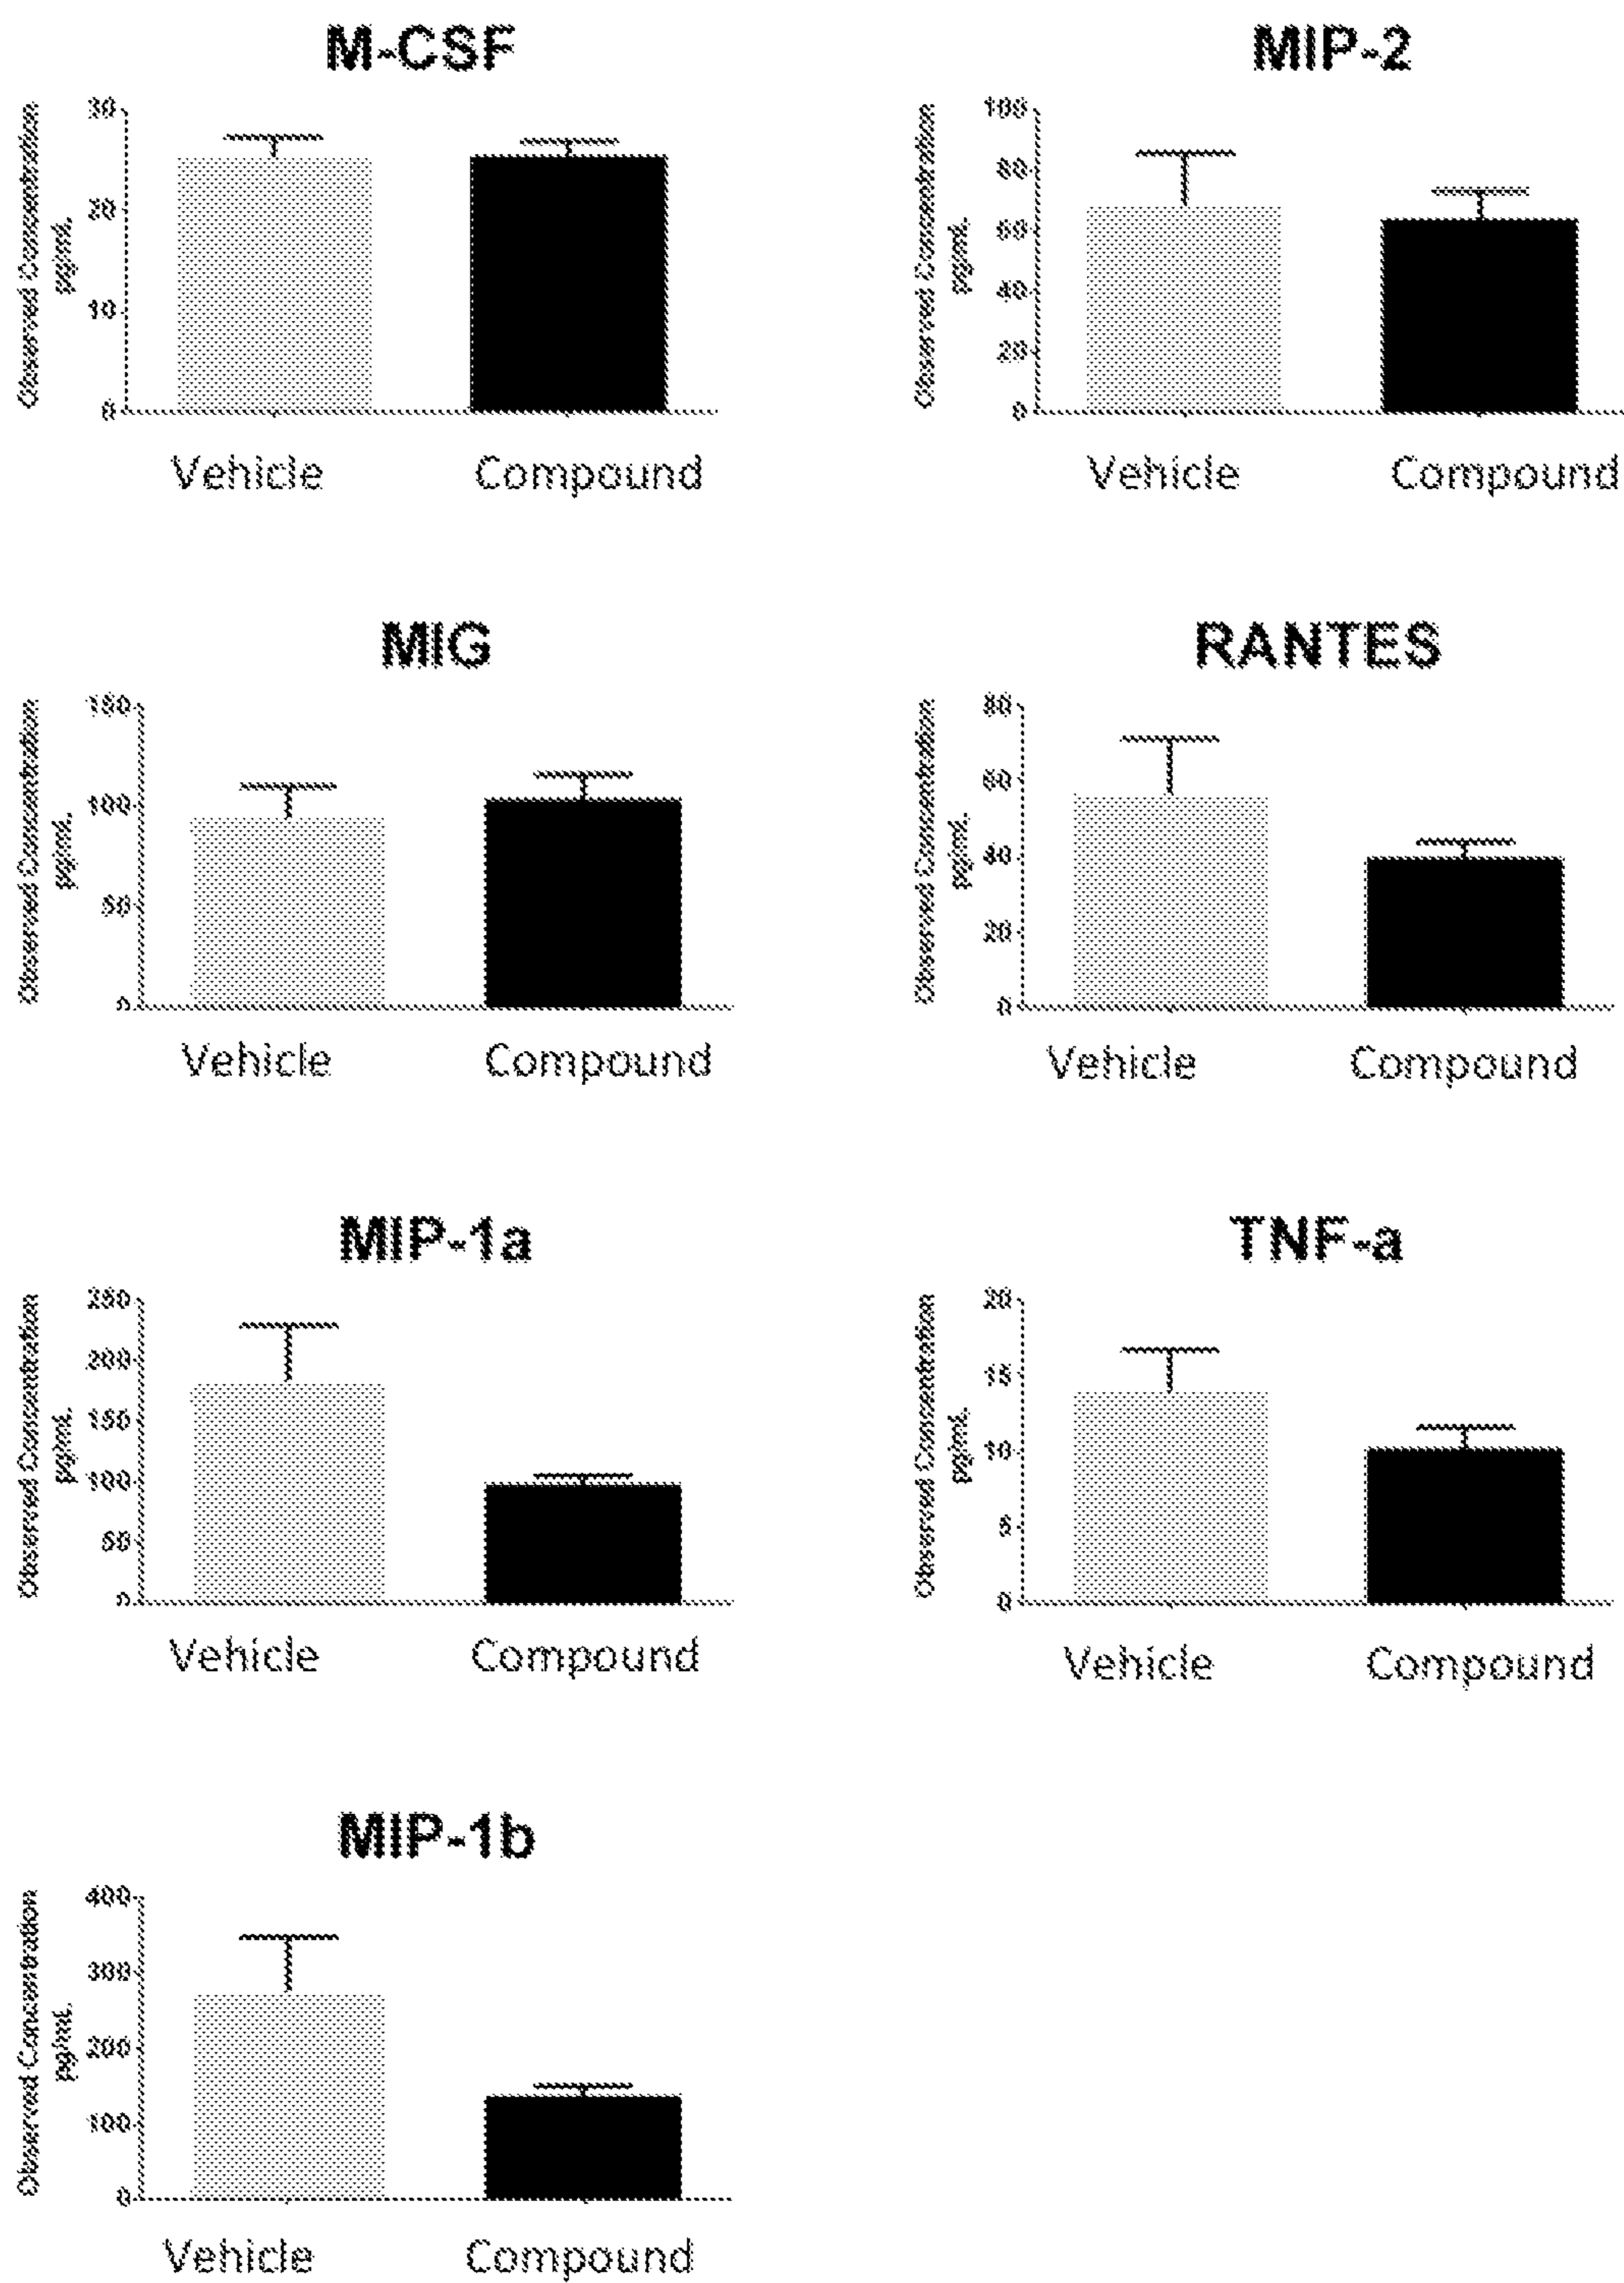 M-CSF
Observed Concentration
pg/mL
30
20
10
0
Vehicle Compound
MIP-2
Observed Concentration
pg/mL
100
80
60
40
20
0
Vehicle Compound
MIG
Observed Concentration
pg/mL
150
100
50
0
Vehicle Compound
RANTES
Observed Concentration
pg/mL
80
60
40
20
0
Vehicle Compound
MIP-1a
Observed Concentration
pg/mL
250
200
150
100
50
0
Vehicle Compound
TNF-a
Observed Concentration
pg/mL
20
15
10
5
0
Vehicle Compound
MIP-1b
Observed Concentration
pg/mL
400
300
200
100
0
Vehicle Compound